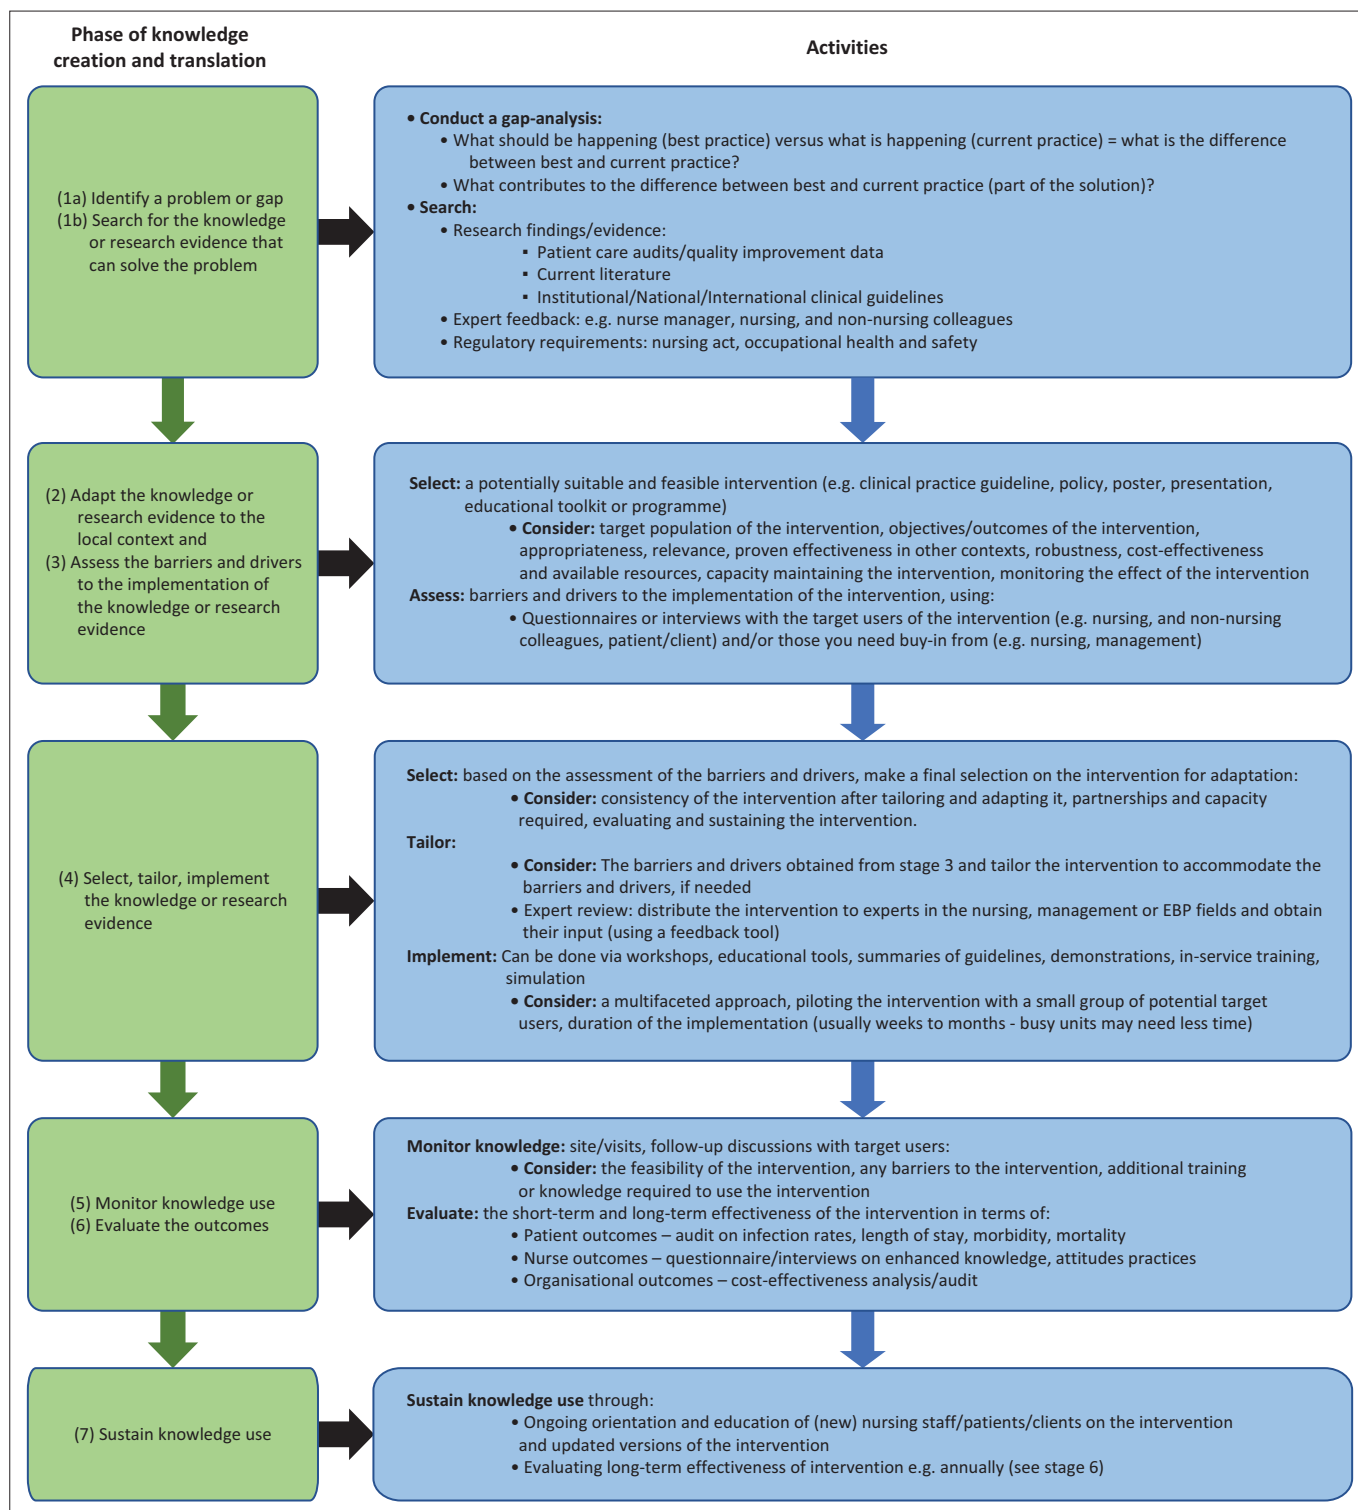 Phase of knowledge
creation and translation
Activities
(1a) Identify a problem or gap
(1b) Search for the knowledge
or research evidence that
can solve the problem
• Conduct a gap-analysis:
• What should be happening (best practice) versus what is happening (current practice) = what is the difference
between best and current practice?
• What contributes to the difference between best and current practice (part of the solution)?
• Search:
• Research findings/evidence:
▪ Patient care audits/quality improvement data
▪ Current literature
▪ Institutional/National/International clinical guidelines
• Expert feedback: e.g. nurse manager, nursing, and non-nursing colleagues
• Regulatory requirements: nursing act, occupational health and safety
(2) Adapt the knowledge or
research evidence to the
local context and
(3) Assess the barriers and drivers
to the implementation of
the knowledge or research
evidence
Select: a potentially suitable and feasible intervention (e.g. clinical practice guideline, policy, poster, presentation,
educational toolkit or programme)
• Consider: target population of the intervention, objectives/outcomes of the intervention,
appropriateness, relevance, proven effectiveness in other contexts, robustness, cost-effectiveness
and available resources, capacity maintaining the intervention, monitoring the effect of the intervention
Assess: barriers and drivers to the implementation of the intervention, using:
• Questionnaires or interviews with the target users of the intervention (e.g. nursing, and non-nursing
colleagues, patient/client) and/or those you need buy-in from (e.g. nursing, management)
(4) Select, tailor, implement
the knowledge or research
evidence
Select: based on the assessment of the barriers and drivers, make a final selection on the intervention for adaptation:
• Consider: consistency of the intervention after tailoring and adapting it, partnerships and capacity
required, evaluating and sustaining the intervention.
Tailor:
• Consider: The barriers and drivers obtained from stage 3 and tailor the intervention to accommodate the
barriers and drivers, if needed
• Expert review: distribute the intervention to experts in the nursing, management or EBP fields and obtain
their input (using a feedback tool)
Implement: Can be done via workshops, educational tools, summaries of guidelines, demonstrations, in-service training,
simulation
• Consider: a multifaceted approach, piloting the intervention with a small group of potential target
users, duration of the implementation (usually weeks to months - busy units may need less time)
(5) Monitor knowledge use
(6) Evaluate the outcomes
Monitor knowledge: site/visits, follow-up discussions with target users:
• Consider: the feasibility of the intervention, any barriers to the intervention, additional training
or knowledge required to use the intervention
Evaluate: the short-term and long-term effectiveness of the intervention in terms of:
• Patient outcomes – audit on infection rates, length of stay, morbidity, mortality
• Nurse outcomes – questionnaire/interviews on enhanced knowledge, attitudes practices
• Organisational outcomes – cost-effectiveness analysis/audit
(7) Sustain knowledge use
Sustain knowledge use through:
• Ongoing orientation and education of (new) nursing staff/patients/clients on the intervention
and updated versions of the intervention
• Evaluating long-term effectiveness of intervention e.g. annually (see stage 6)